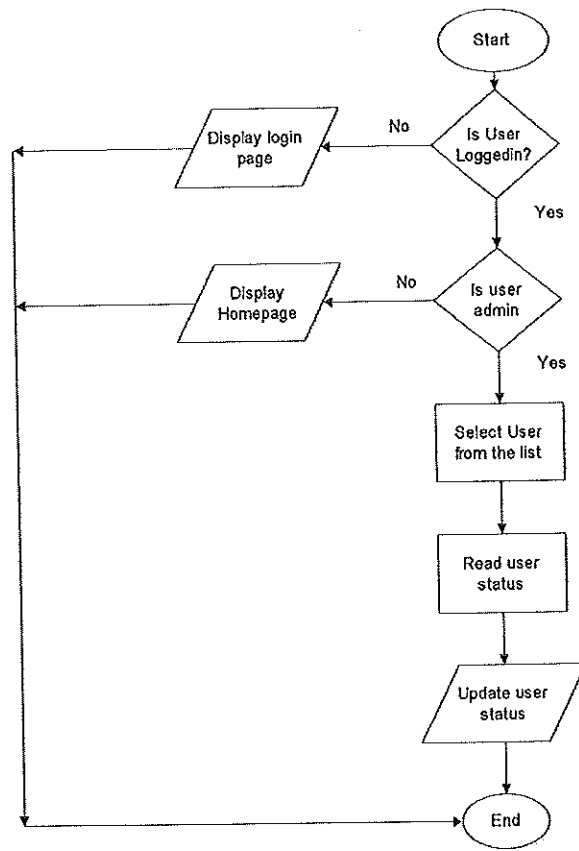 Start
Is User
Loggedin?
No
Display login
page
Yes
Is user
admin
No
Display
Homepage
Yes
Select User
from the list
Read user
status
Update user
status
End